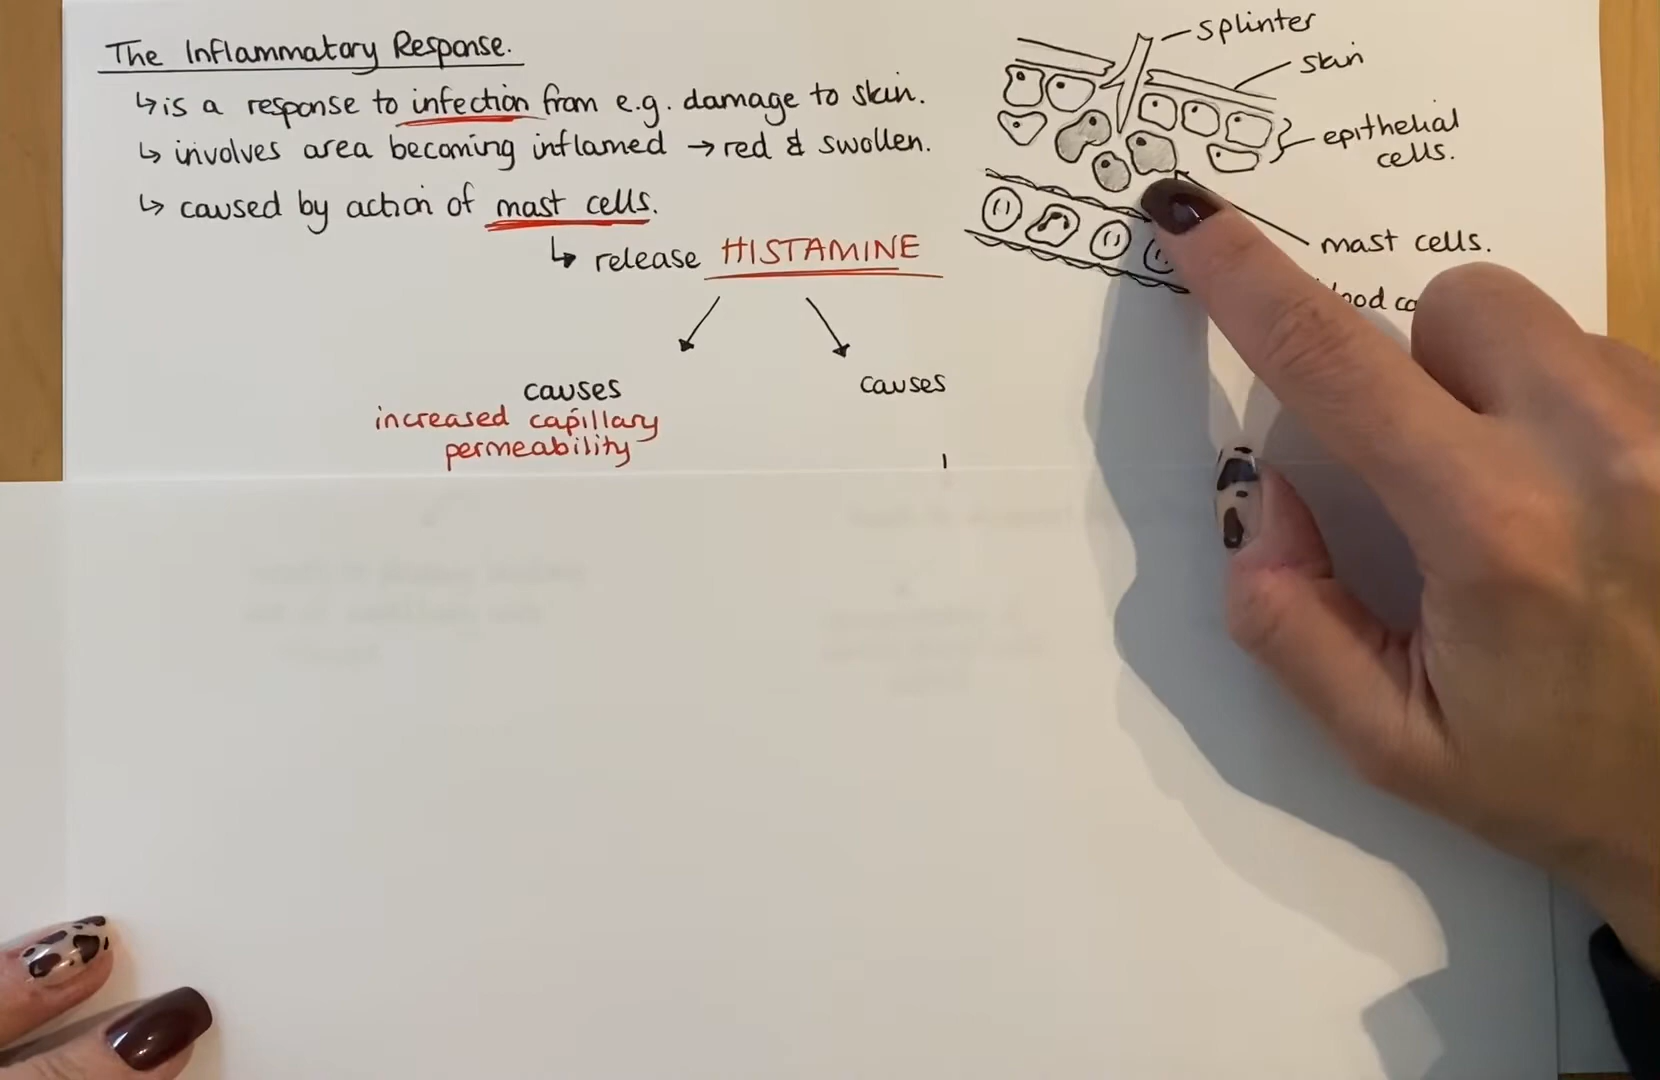 The Inflammatory Response.
↳ is a response to infection from e.g. damage to skin.
↳ involves area becoming inflamed → red & swollen.
↳ caused by action of mast cells.
↳ release HISTAMINE
causes
increased capillary
permeability
causes
splinter
skin
epithelial
cells.
mast cells.